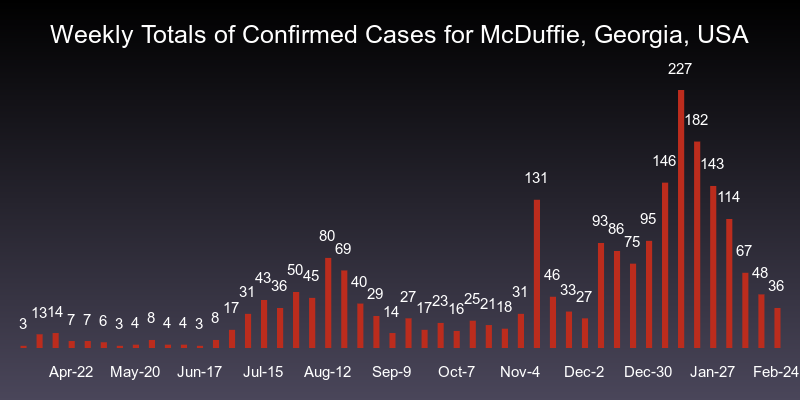 Weekly Totals of Confirmed Cases for McDuffie, Georgia, USA
3 13 14 7 7 6 3 4 8 4 4 3 8 17 31 43 36 50 45 80 69 40 29 14 27 17 23 16 25 21 18 31 131 46 33 27 93 86 75 95 146 227 182 143 114 67 48 36
Apr-22 May-20 Jun-17 Jul-15 Aug-12 Sep-9 Oct-7 Nov-4 Dec-2 Dec-30 Jan-27 Feb-24